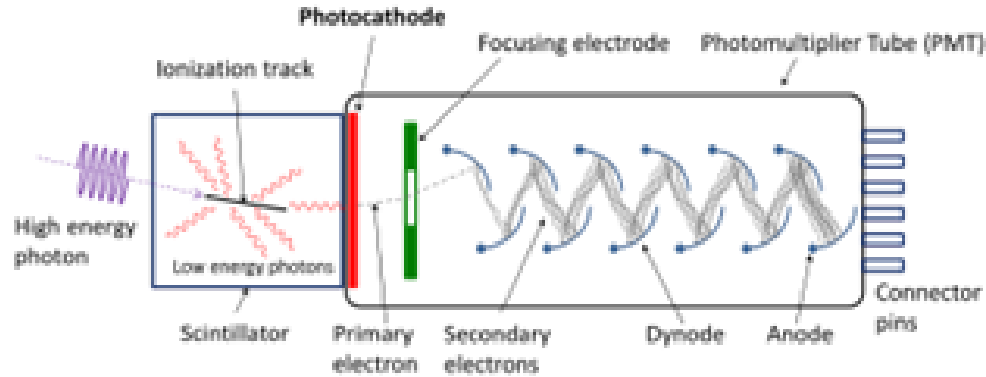 Photocathode
Focusing electrode
Photomultiplier Tube (PMT)
Ionization track
High energy
photon
Low energy photons
Scintillator
Primary
electron
Secondary
electrons
Dynode
Anode
Connector
pins